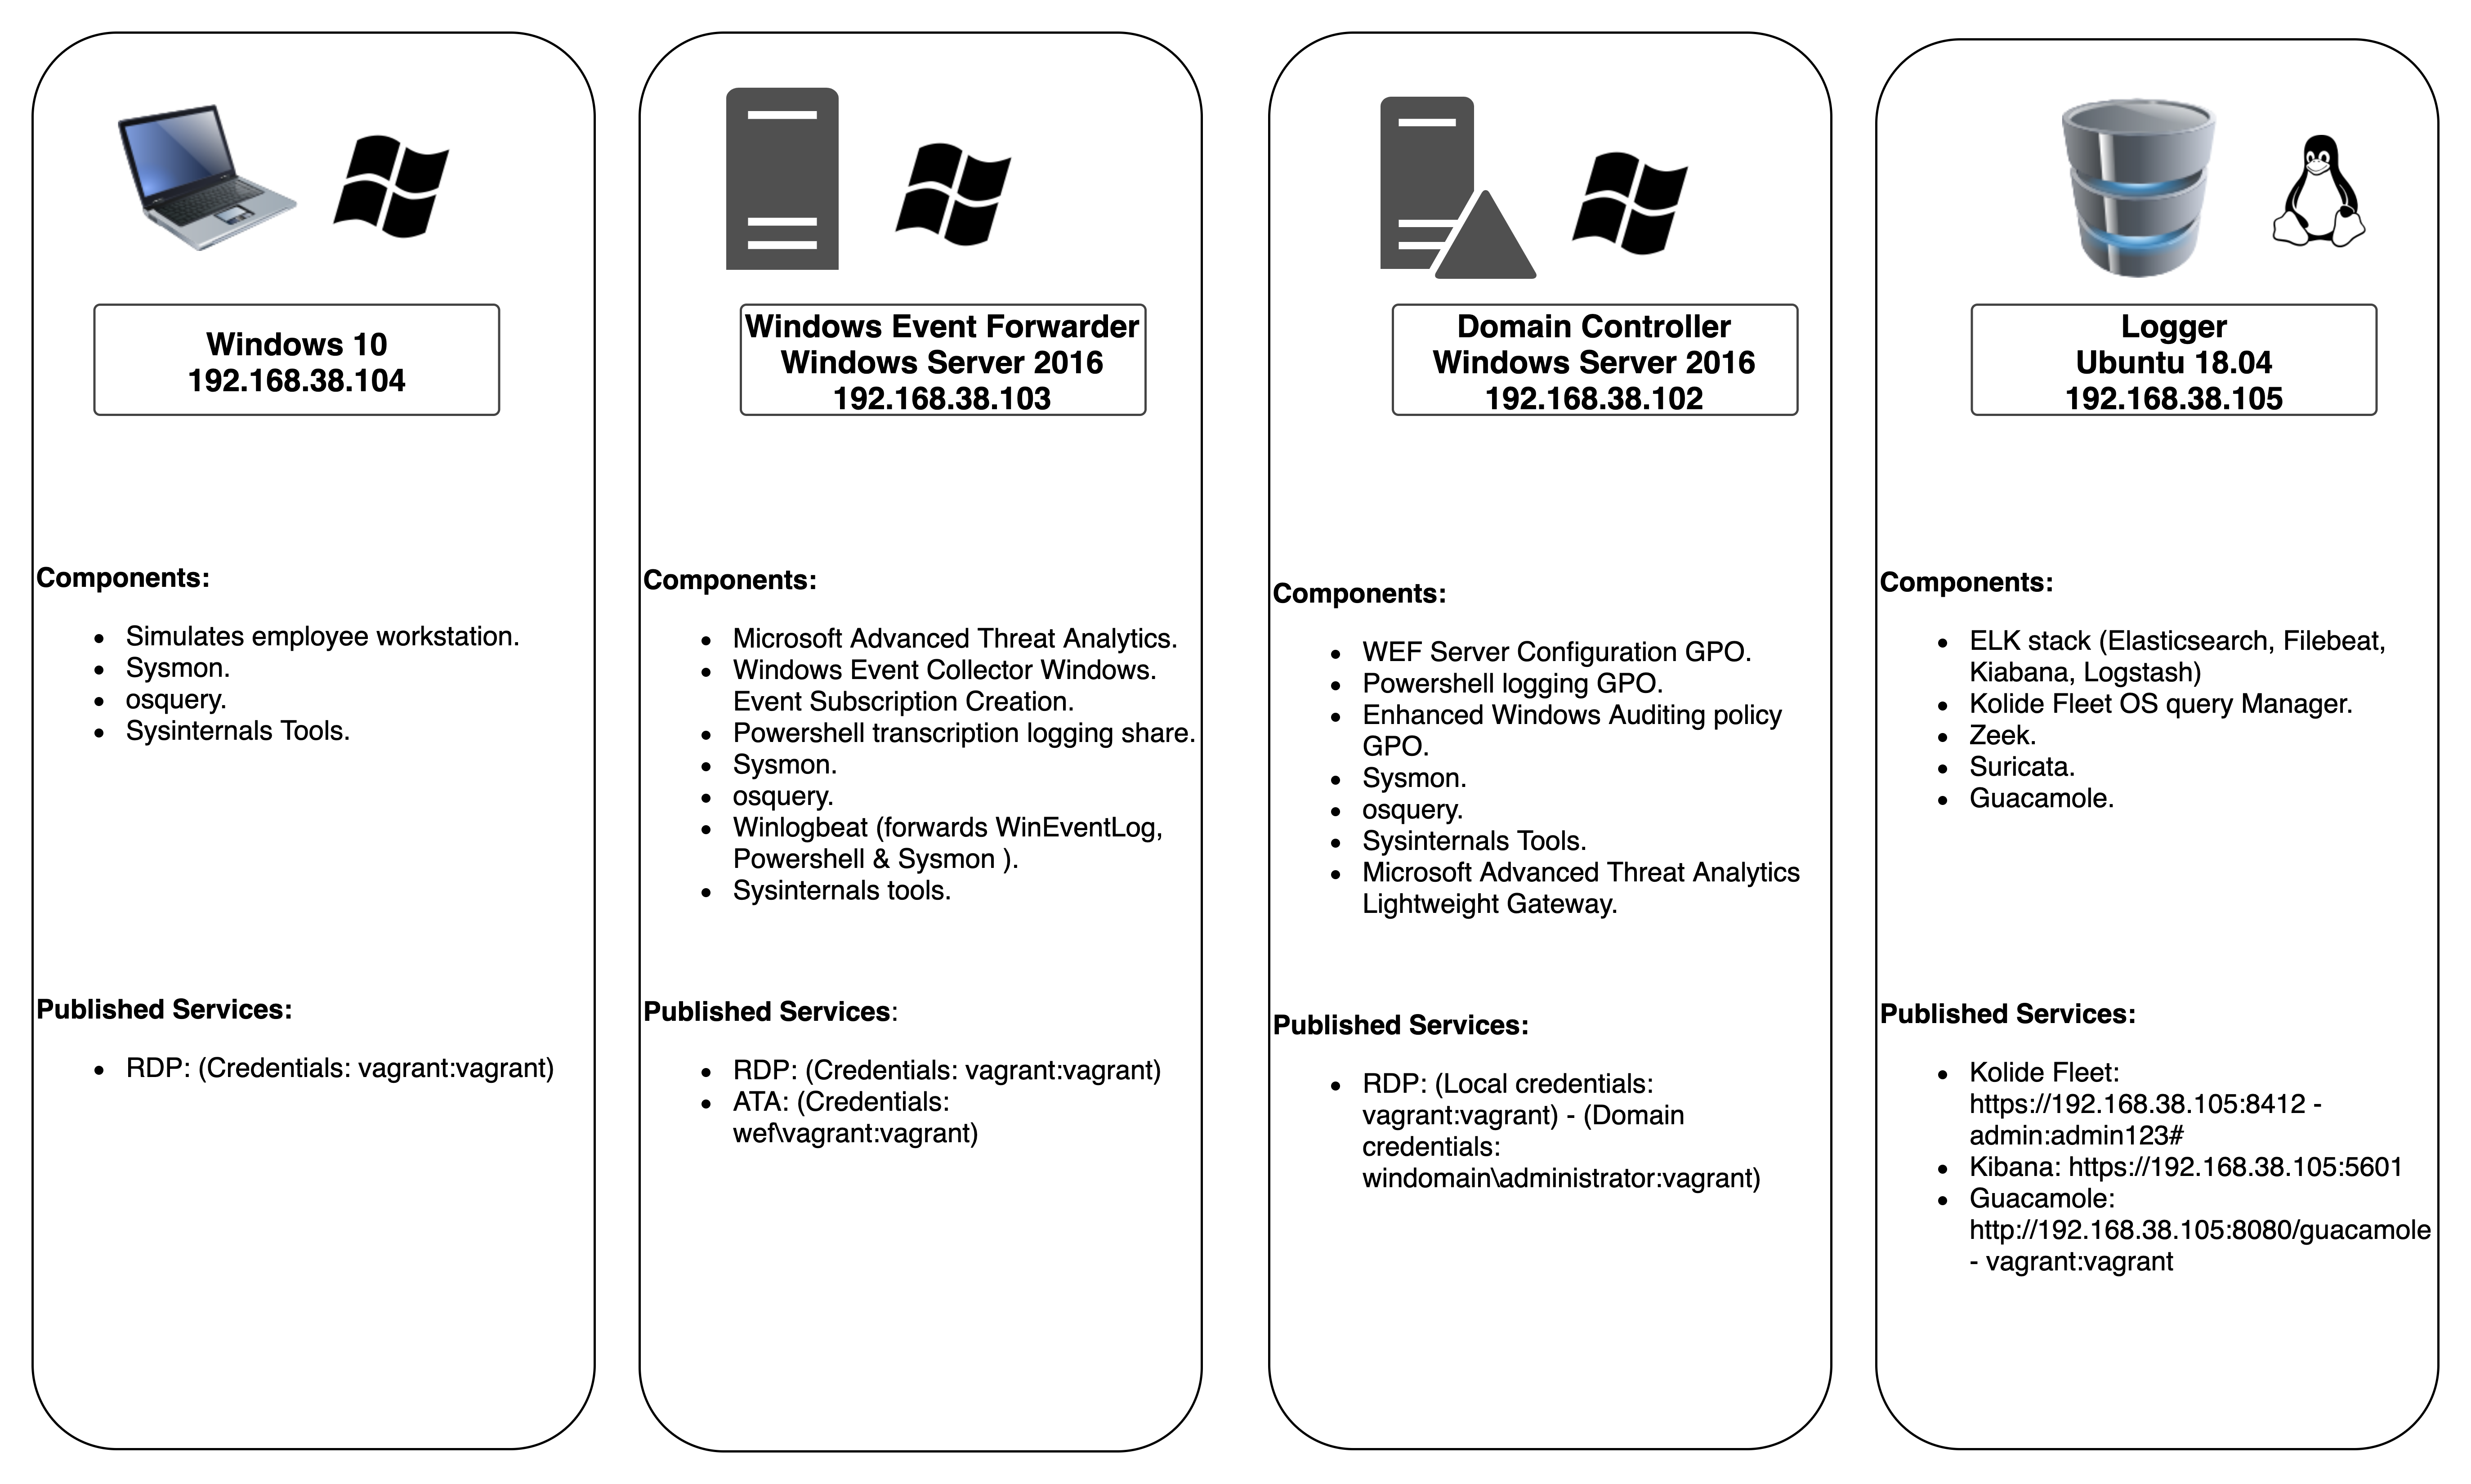 Windows 10
192.168.38.104
Components:
• Simulates employee workstation.
• Sysmon.
• osquery.
• Sysinternals Tools.
Published Services:
• RDP: (Credentials: vagrant:vagrant)
Windows Event Forwarder
Windows Server 2016
192.168.38.103
Components:
• Microsoft Advanced Threat Analytics.
• Windows Event Collector Windows.
Event Subscription Creation.
• Powershell transcription logging share.
• Sysmon.
• osquery.
• Winlogbeat (forwards WinEventLog,
Powershell & Sysmon ).
• Sysinternals tools.
Published Services:
• RDP: (Credentials: vagrant:vagrant)
• ATA: (Credentials:
wef\vagrant:vagrant)
Domain Controller
Windows Server 2016
192.168.38.102
Components:
• WEF Server Configuration GPO.
• Powershell logging GPO.
• Enhanced Windows Auditing policy
GPO.
• Sysmon.
• osquery.
• Sysinternals Tools.
• Microsoft Advanced Threat Analytics
Lightweight Gateway.
Published Services:
• RDP: (Local credentials:
vagrant:vagrant) - (Domain
credentials:
windomain\administrator:vagrant)
Logger
Ubuntu 18.04
192.168.38.105
Components:
• ELK stack (Elasticsearch, Filebeat,
Kiabana, Logstash)
• Kolide Fleet OS query Manager.
• Zeek.
• Suricata.
• Guacamole.
Published Services:
• Kolide Fleet:
https://192.168.38.105:8412 -
admin:admin123#
• Kibana: https://192.168.38.105:5601
• Guacamole:
http://192.168.38.105:8080/guacamole
- vagrant:vagrant